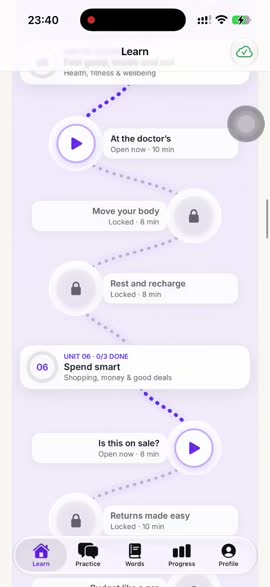 23:40
Learn
Health, fitness & wellbeing
At the doctor's
Open now · 10 min
Move your body
Locked · 8 min
Rest and recharge
Locked · 8 min
UNIT 06 · 0/3 DONE
06
Spend smart
Shopping, money & good deals
Is this on sale?
Open now · 8 min
Returns made easy
Locked · 10 min
Learn
Practice
Words
Progress
Profile